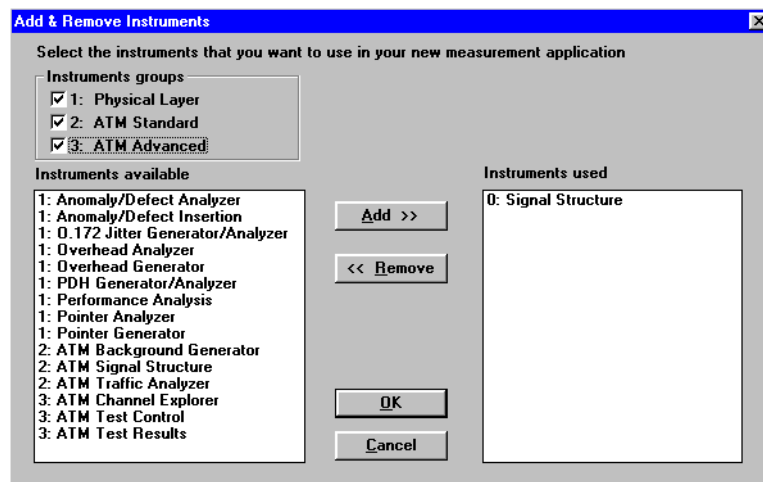 Add & Remove Instruments
Select the instruments that you want to use in your new measurement application
Instruments groups
1: Physical Layer
2: ATM Standard
3: ATM Advanced
Instruments available
1: Anomaly/Defect Analyzer
1: Anomaly/Defect Insertion
1: O.172 Jitter Generator/Analyzer
1: Overhead Analyzer
1: Overhead Generator
1: PDH Generator/Analyzer
1: Performance Analysis
1: Pointer Analyzer
1: Pointer Generator
2: ATM Background Generator
2: ATM Signal Structure
2: ATM Traffic Analyzer
3: ATM Channel Explorer
3: ATM Test Control
3: ATM Test Results
Add >>
<< Remove
OK
Cancel
Instruments used
0: Signal Structure